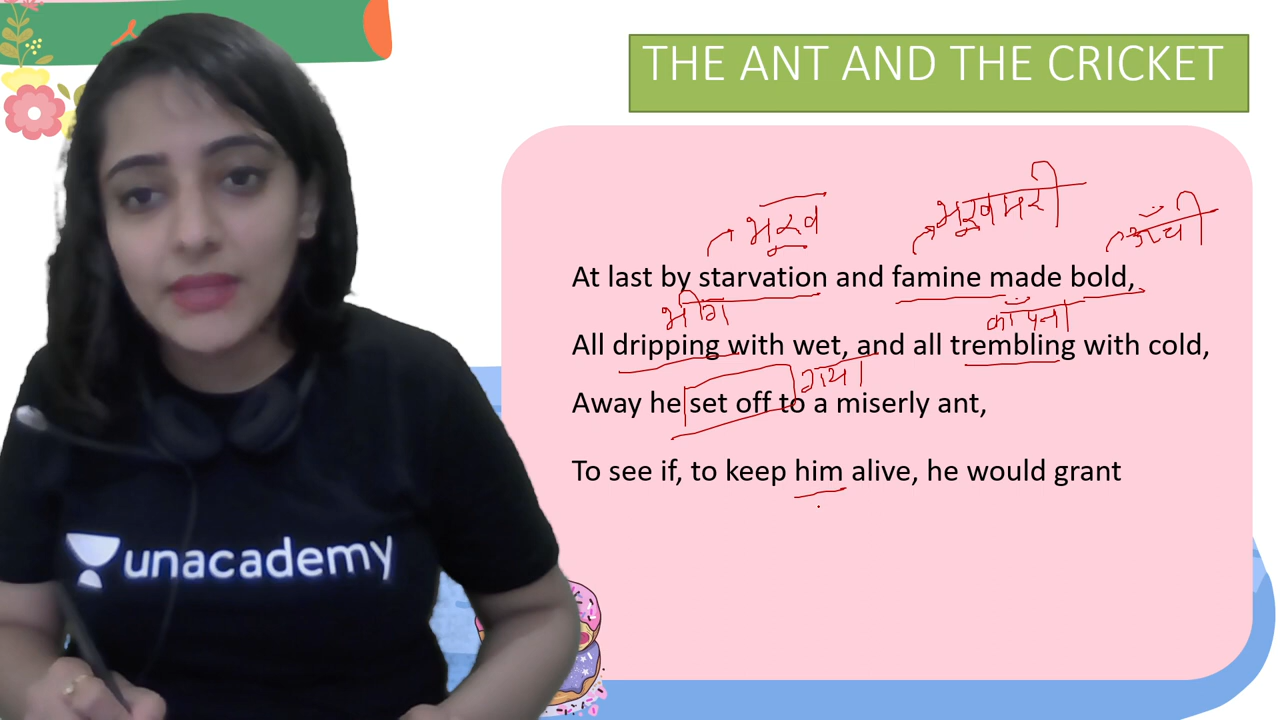 THE ANT AND THE CRICKET
भूख भूखमरी
At last by starvation and famine made bold,
भीग काँपना
All dripping with wet, and all trembling with cold,
गया
Away he set off to a miserly ant,
To see if, to keep him alive, he would grant
unacademy